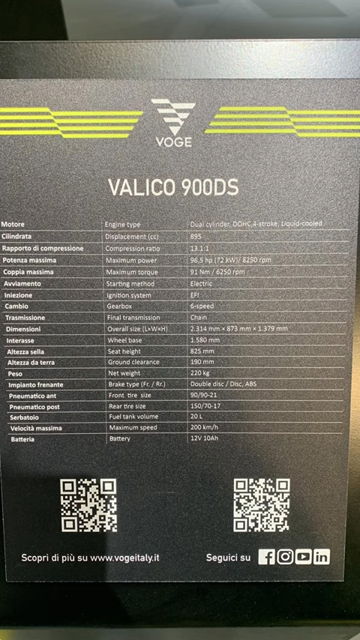 VOGE
VALICO 900DS
Motore Engine type Dual cylinder, DOHC,4-stroke, Liquid-cooled
Cilindrata Displacement (cc) 895
Rapporto di compressione Compression ratio 13.1:1
Potenza massima Maximum power 96,5 hp (72 kW)/ 8250 rpm
Coppia massima Maximum torque 91 Nm / 6250 rpm
Avviamento Starting method Electric
Iniezione Ignition system EFI
Cambio Gearbox 6-speed
Trasmissione Final transmission Chain
Dimensioni Overall size (L×W×H) 2.314 mm × 873 mm × 1.379 mm
Interasse Wheel base 1.580 mm
Altezza sella Seat height 825 mm
Altezza da terra Ground clearance 190 mm
Peso Net weight 220 kg
Impianto frenante Brake type (Fr. / Rr.) Double disc / Disc, ABS
Pneumatico ant Front tire size 90/90-21
Pneumatico post Rear tire size 150/70-17
Serbatoio Fuel tank volume 20 L
Velocità massima Maximum speed 200 km/h
Batteria Battery 12V 10Ah
Scopri di più su www.vogeitaly.it Seguici su